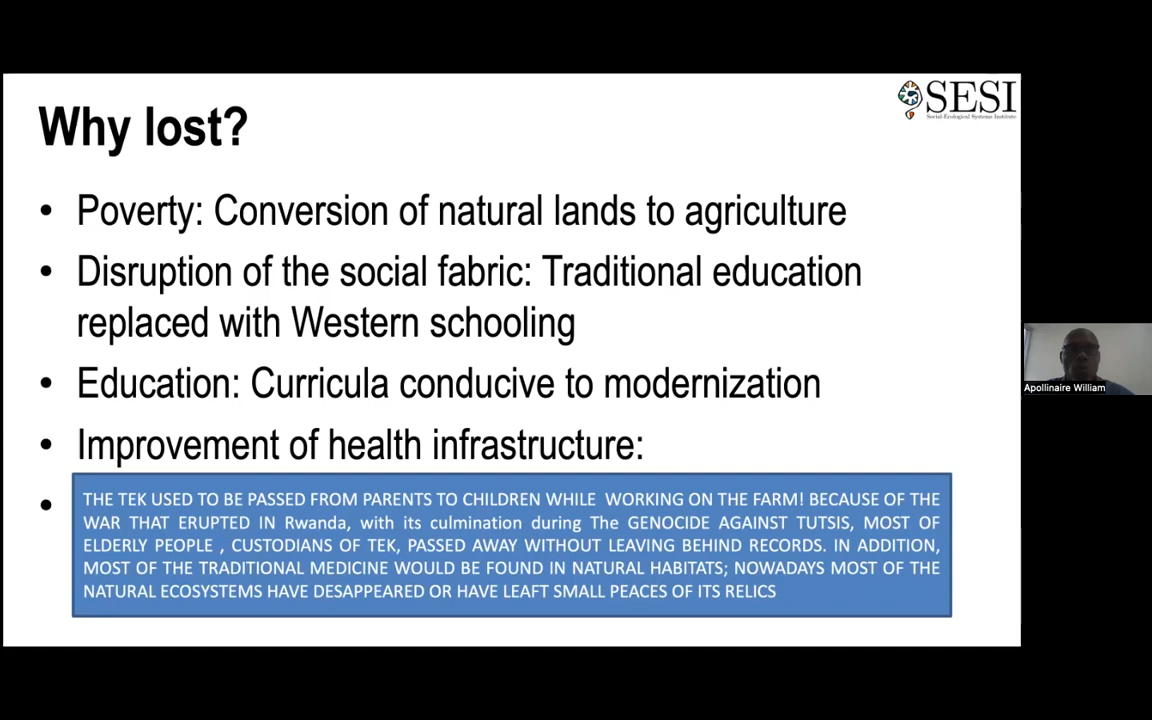 SESI
Social-Ecological Systems Institute
Why lost?
• Poverty: Conversion of natural lands to agriculture
• Disruption of the social fabric: Traditional education
replaced with Western schooling
• Education: Curricula conducive to modernization
• Improvement of health infrastructure:
•
THE TEK USED TO BE PASSED FROM PARENTS TO CHILDREN WHILE WORKING ON THE FARM! BECAUSE OF THE
WAR THAT ERUPTED IN Rwanda, with its culmination during The GENOCIDE AGAINST TUTSIS, MOST OF
ELDERLY PEOPLE , CUSTODIANS OF TEK, PASSED AWAY WITHOUT LEAVING BEHIND RECORDS. IN ADDITION,
MOST OF THE TRADITIONAL MEDICINE WOULD BE FOUND IN NATURAL HABITATS; NOWADAYS MOST OF THE
NATURAL ECOSYSTEMS HAVE DESAPPEARED OR HAVE LEAFT SMALL PEACES OF ITS RELICS
Apollinaire William